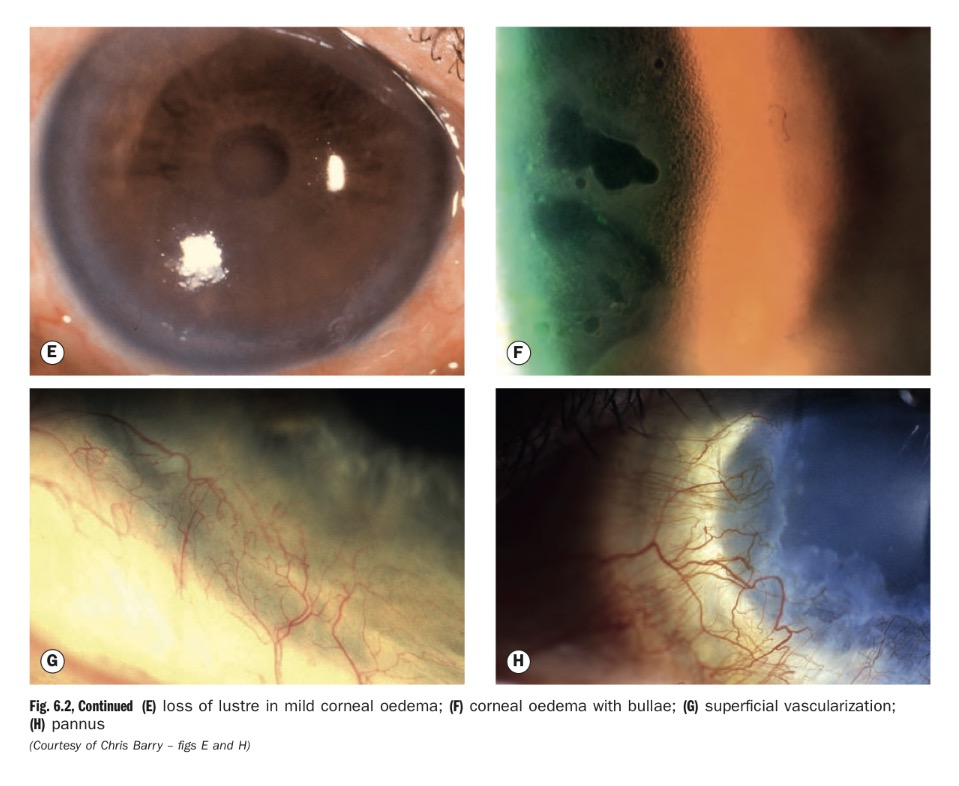 E
F
G
H
Fig. 6.2, Continued (E) loss of lustre in mild corneal oedema; (F) corneal oedema with bullae; (G) superficial vascularization;
(H) pannus
(Courtesy of Chris Barry – figs E and H)